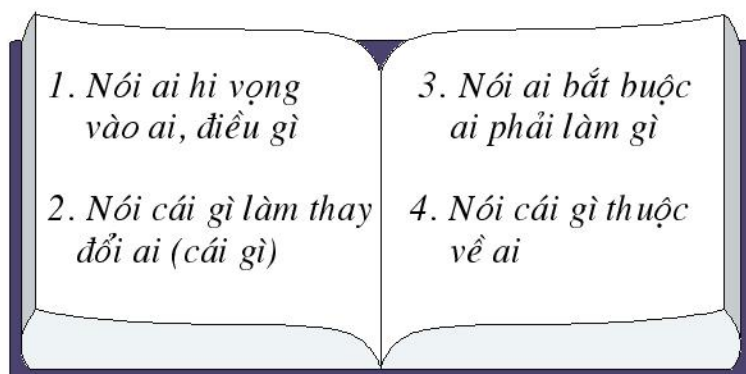 1. Nói ai hi vọng
vào ai, điều gì
2. Nói cái gì làm thay
đổi ai (cái gì)
3. Nói ai bắt buộc
ai phải làm gì
4. Nói cái gì thuộc
về ai